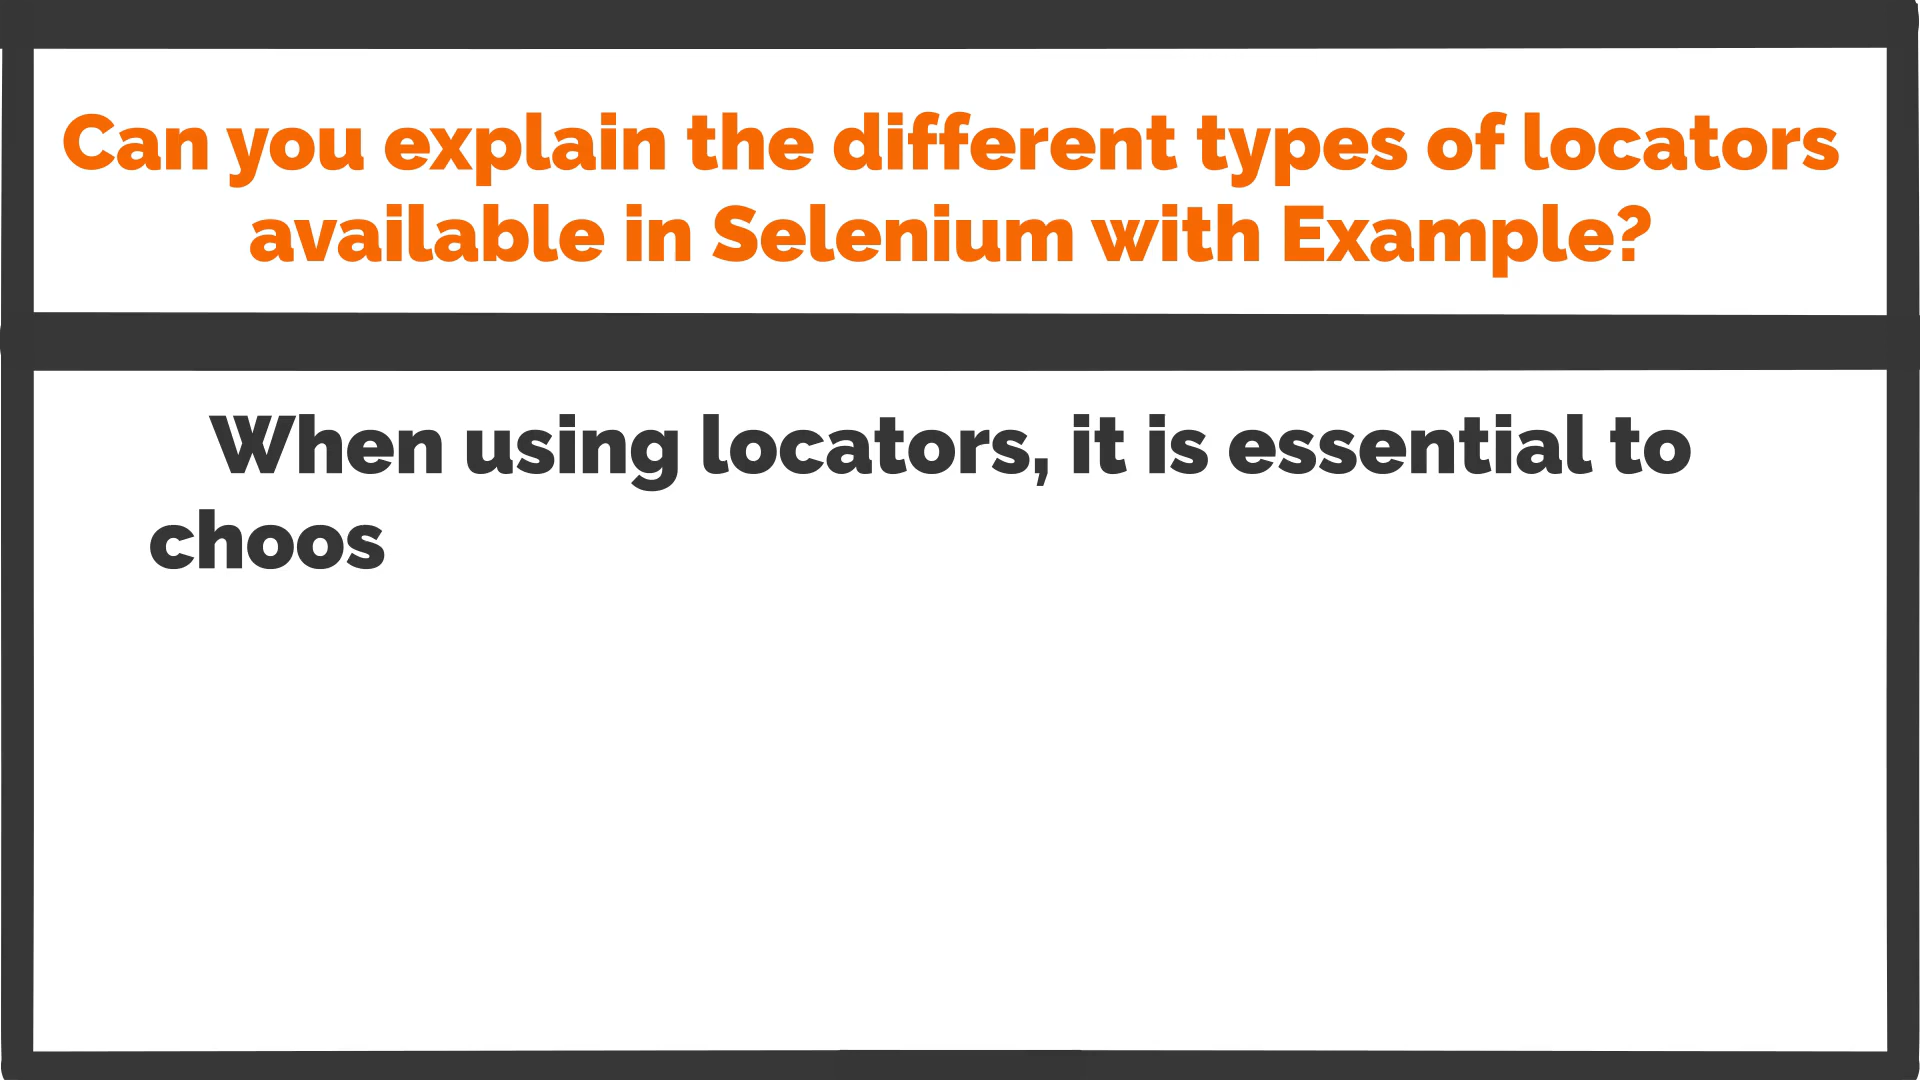 Can you explain the different types of locators
available in Selenium with Example?
When using locators, it is essential to
choos